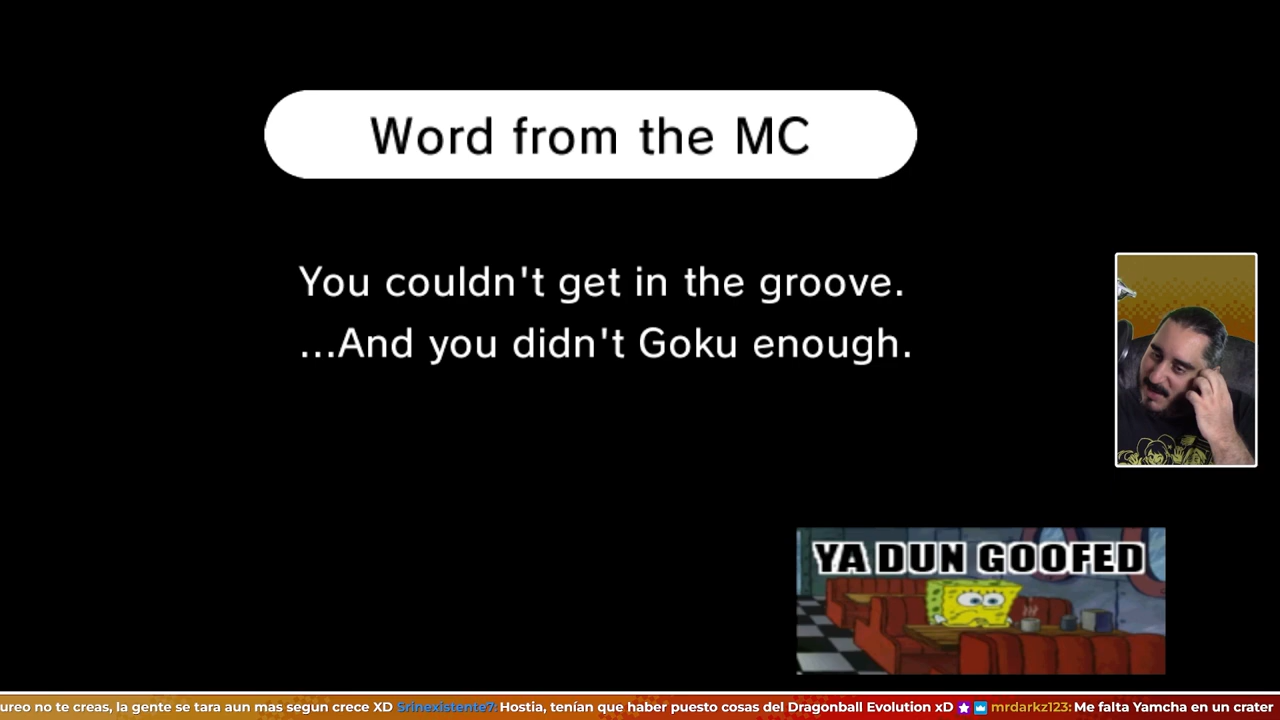 Word from the MC
You couldn't get in the groove.
...And you didn't Goku enough.
YA DUN GOOFED
ureo no te creas, la gente se tara aun mas segun crece XD Srinexistente7: Hostia, tenían que haber puesto cosas del Dragonball Evolution xD mrdarkz123: Me falta Yamcha en un crater